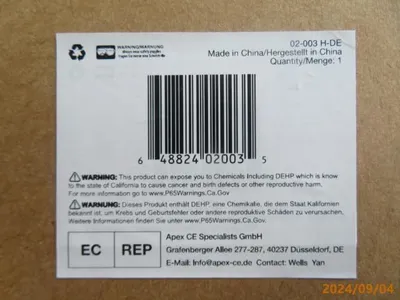 02-003 H-DE
WARNING/WARNUNG
Made in China/Hergestellt in China
Quantity/Menge: 1
6 48824 02003 5
WARNING: This product can expose you to Chemicals Including DEHP which is know
to the state of California to cause cancer and birth defects or other reproductive harm.
For more information go to www.P65Warnings.Ca.Gov
WARNUNG: Dieses Produkt enthält DEHP, eine Chemikalie, die dem Staat Kalifornien
bekannt ist, um Krebs und Geburtsfehler oder andere reproduktive Schäden zu verursachen.
Weitere Informationen finden Sie unter www.P65Warnings.Ca.Gov.
EC REP
Apex CE Specialists GmbH
Grafenberger Allee 277-287, 40237 Düsseldorf, DE
E-Mail: Info@apex-ce.de Contact: Wells Yan
2024/09/04